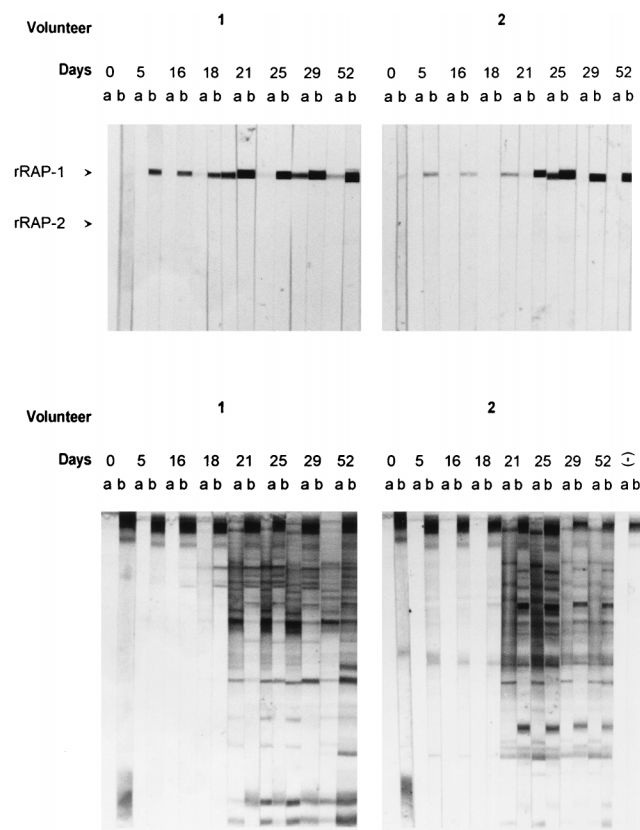 1 2
Volunteer
Days 0 5 16 18 21 25 29 52 0 5 16 18 21 25 29 52
a b a b a b a b a b a b a b a b a b a b a b a b a b a b a b a b
rRAP-1
rRAP-2
1 2
Volunteer
Days 0 5 16 18 21 25 29 52 0 5 16 18 21 25 29 52 (-)
a b a b a b a b a b a b a b a b a b a b a b a b a b a b a b a b a b